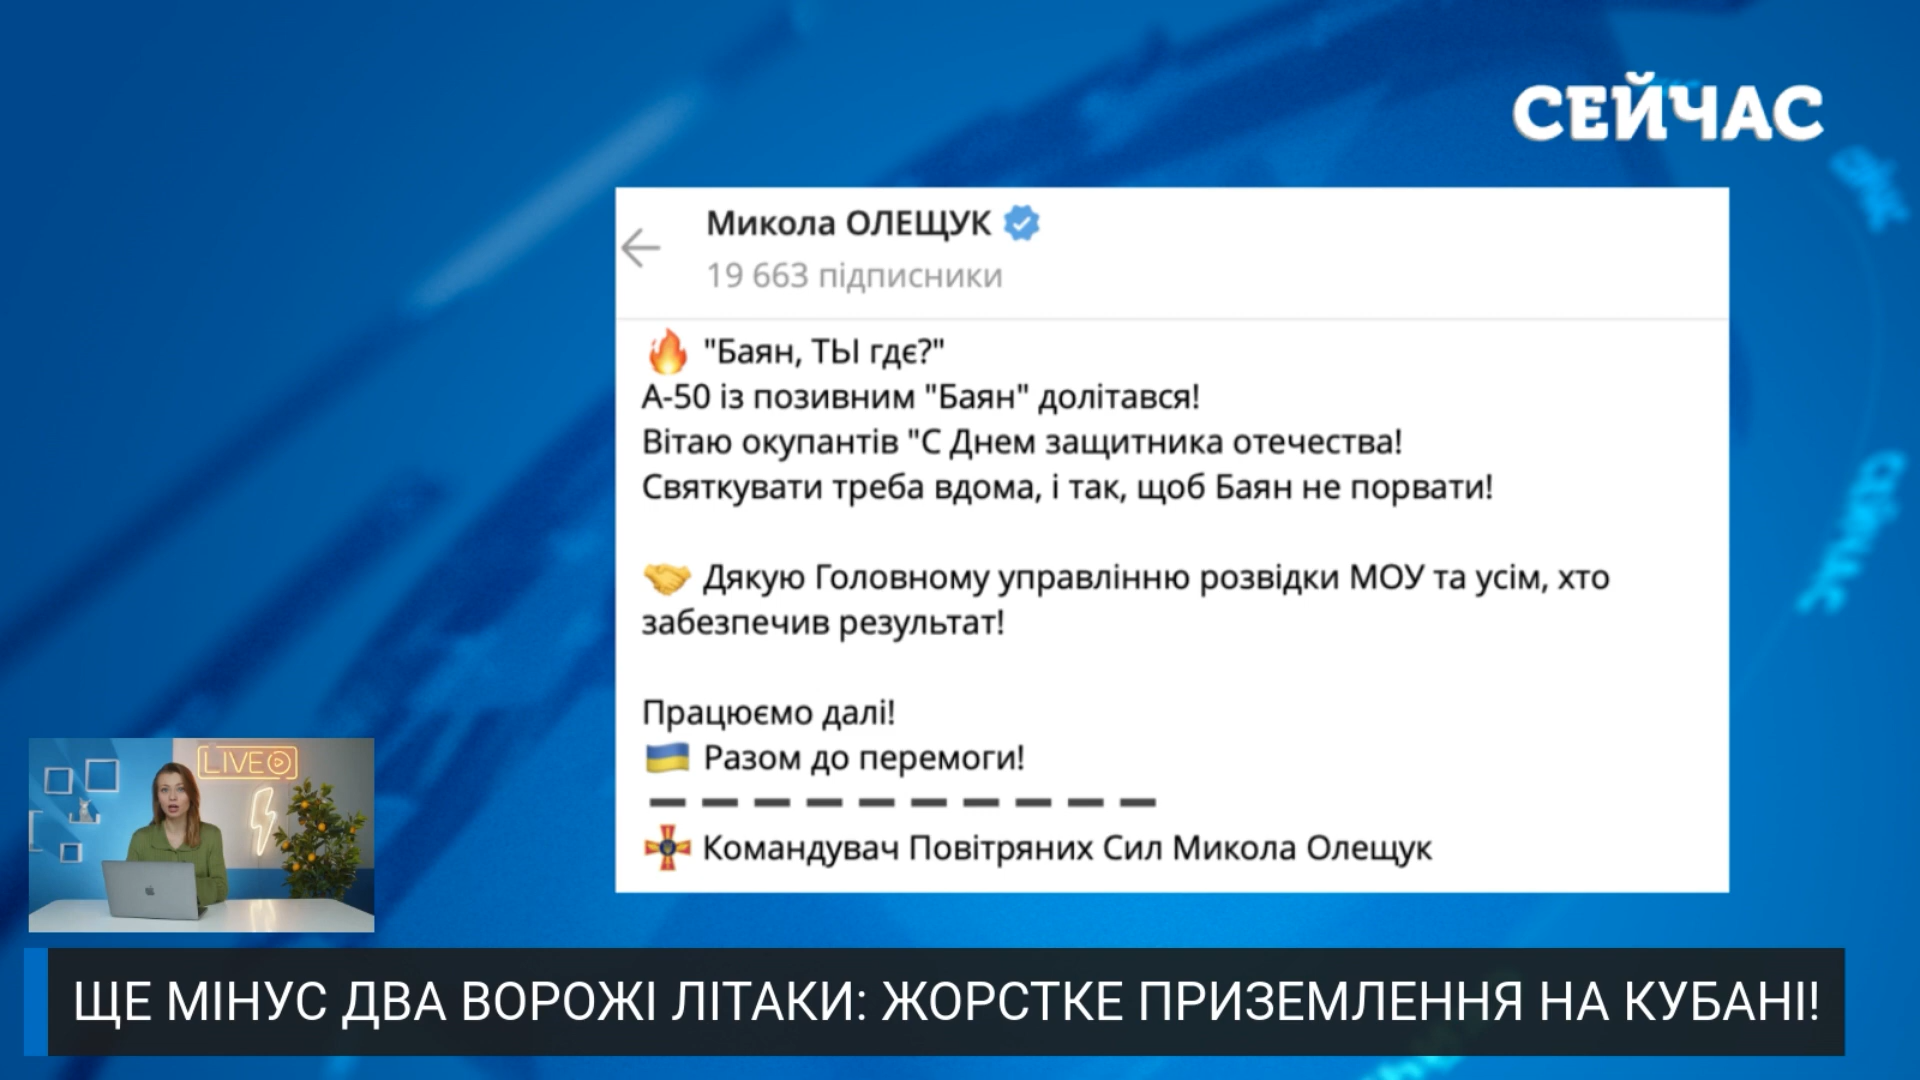 СЕЙЧАС
Микола ОЛЕЩУК
19 663 підписники
"Баян, ТЫ гдє?"
А-50 із позивним "Баян" долітався!
Вітаю окупантів "С Днем защитника отечества!
Святкувати треба вдома, і так, щоб Баян не порвати!
Дякую Головному управлінню розвідки МОУ та усім, хто
забезпечив результат!
Працюємо далі!
Разом до перемоги!
Командувач Повітряних Сил Микола Олещук
LIVE
ЩЕ МІНУС ДВА ВОРОЖІ ЛІТАКИ: ЖОРСТКЕ ПРИЗЕМЛЕННЯ НА КУБАНІ!